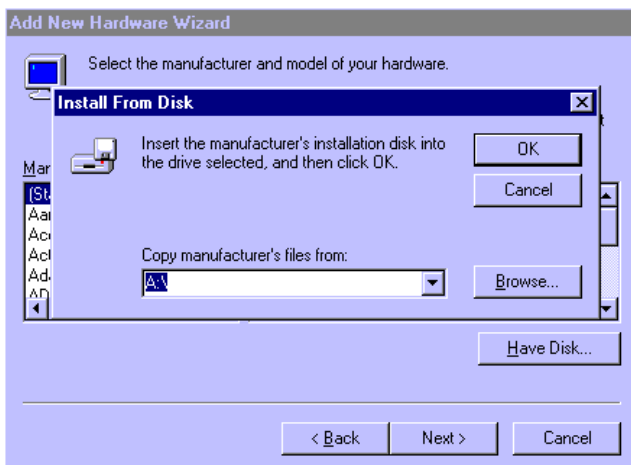 Add New Hardware Wizard
Select the manufacturer and model of your hardware.
Install From Disk
Insert the manufacturer's installation disk into
the drive selected, and then click OK.
OK
Cancel
Copy manufacturer's files from:
A:\
Browse...
Have Disk...
< Back
Next >
Cancel